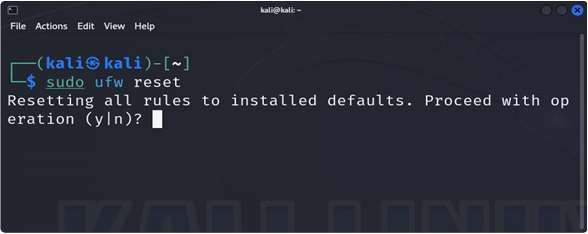 kali@kali: ~
File Actions Edit View Help
┌──(kali㉿kali)-[~]
└─$ sudo ufw reset
Resetting all rules to installed defaults. Proceed with op
eration (y|n)?